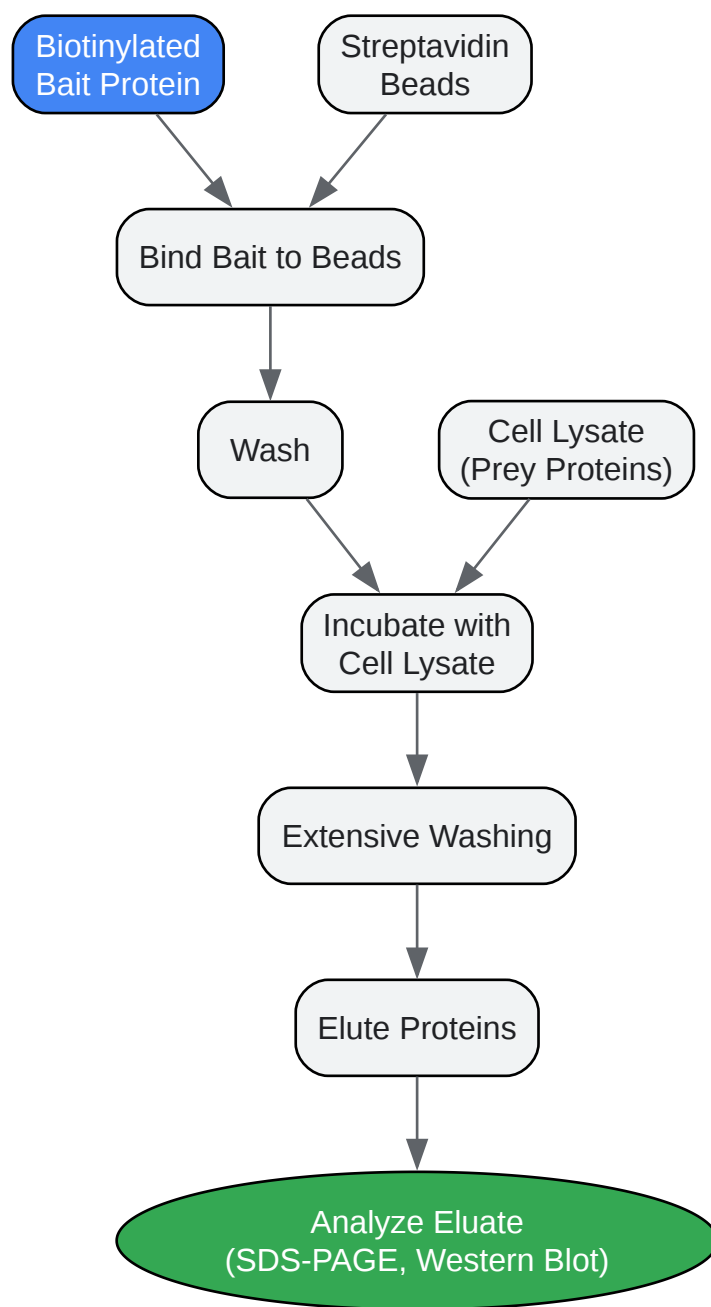 Biotinylated
Bait Protein
Streptavidin
Beads
Bind Bait to Beads
Wash
Cell Lysate
(Prey Proteins)
Incubate with
Cell Lysate
Extensive Washing
Elute Proteins
Analyze Eluate
(SDS-PAGE, Western Blot)